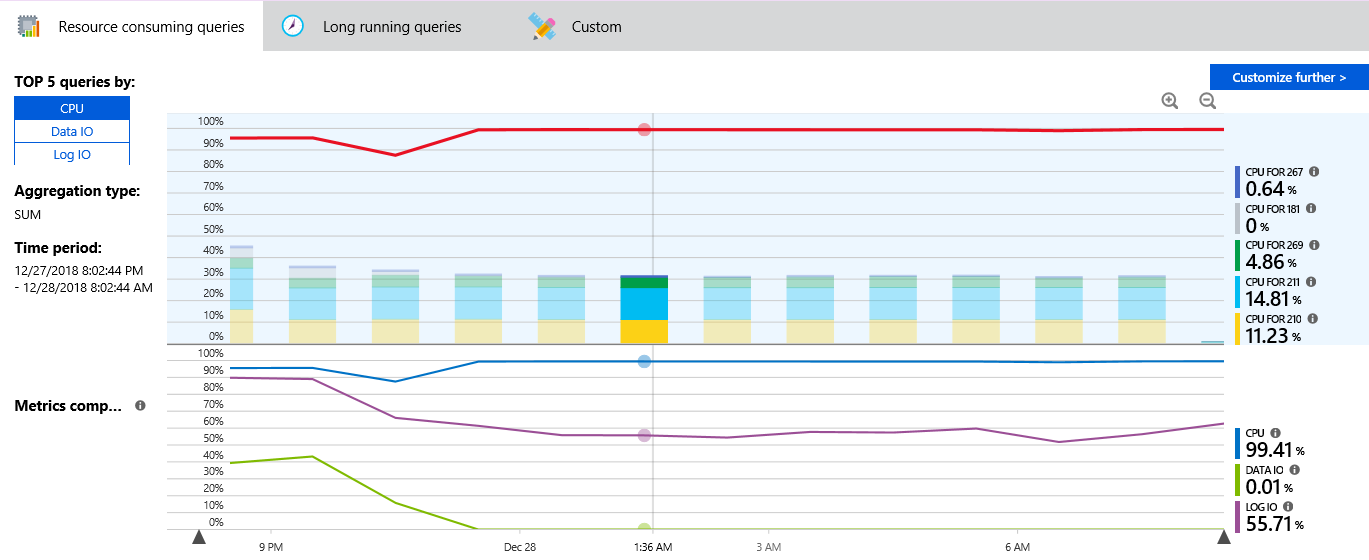 Resource consuming queries
Long running queries
Custom
TOP 5 queries by:
Customize further >
CPU
Data IO
Log IO
Aggregation type:
SUM
Time period:
12/27/2018 8:02:44 PM
- 12/28/2018 8:02:44 AM
100%
90%
80%
70%
60%
50%
40%
30%
20%
10%
0%
CPU FOR 267
0.64 %
CPU FOR 181
0 %
CPU FOR 269
4.86 %
CPU FOR 211
14.81 %
CPU FOR 210
11.23 %
Metrics comp...
100%
90%
80%
70%
60%
50%
40%
30%
20%
10%
0%
CPU
99.41 %
DATA IO
0.01 %
LOG IO
55.71 %
9 PM
Dec 28
1:36 AM
3 AM
6 AM